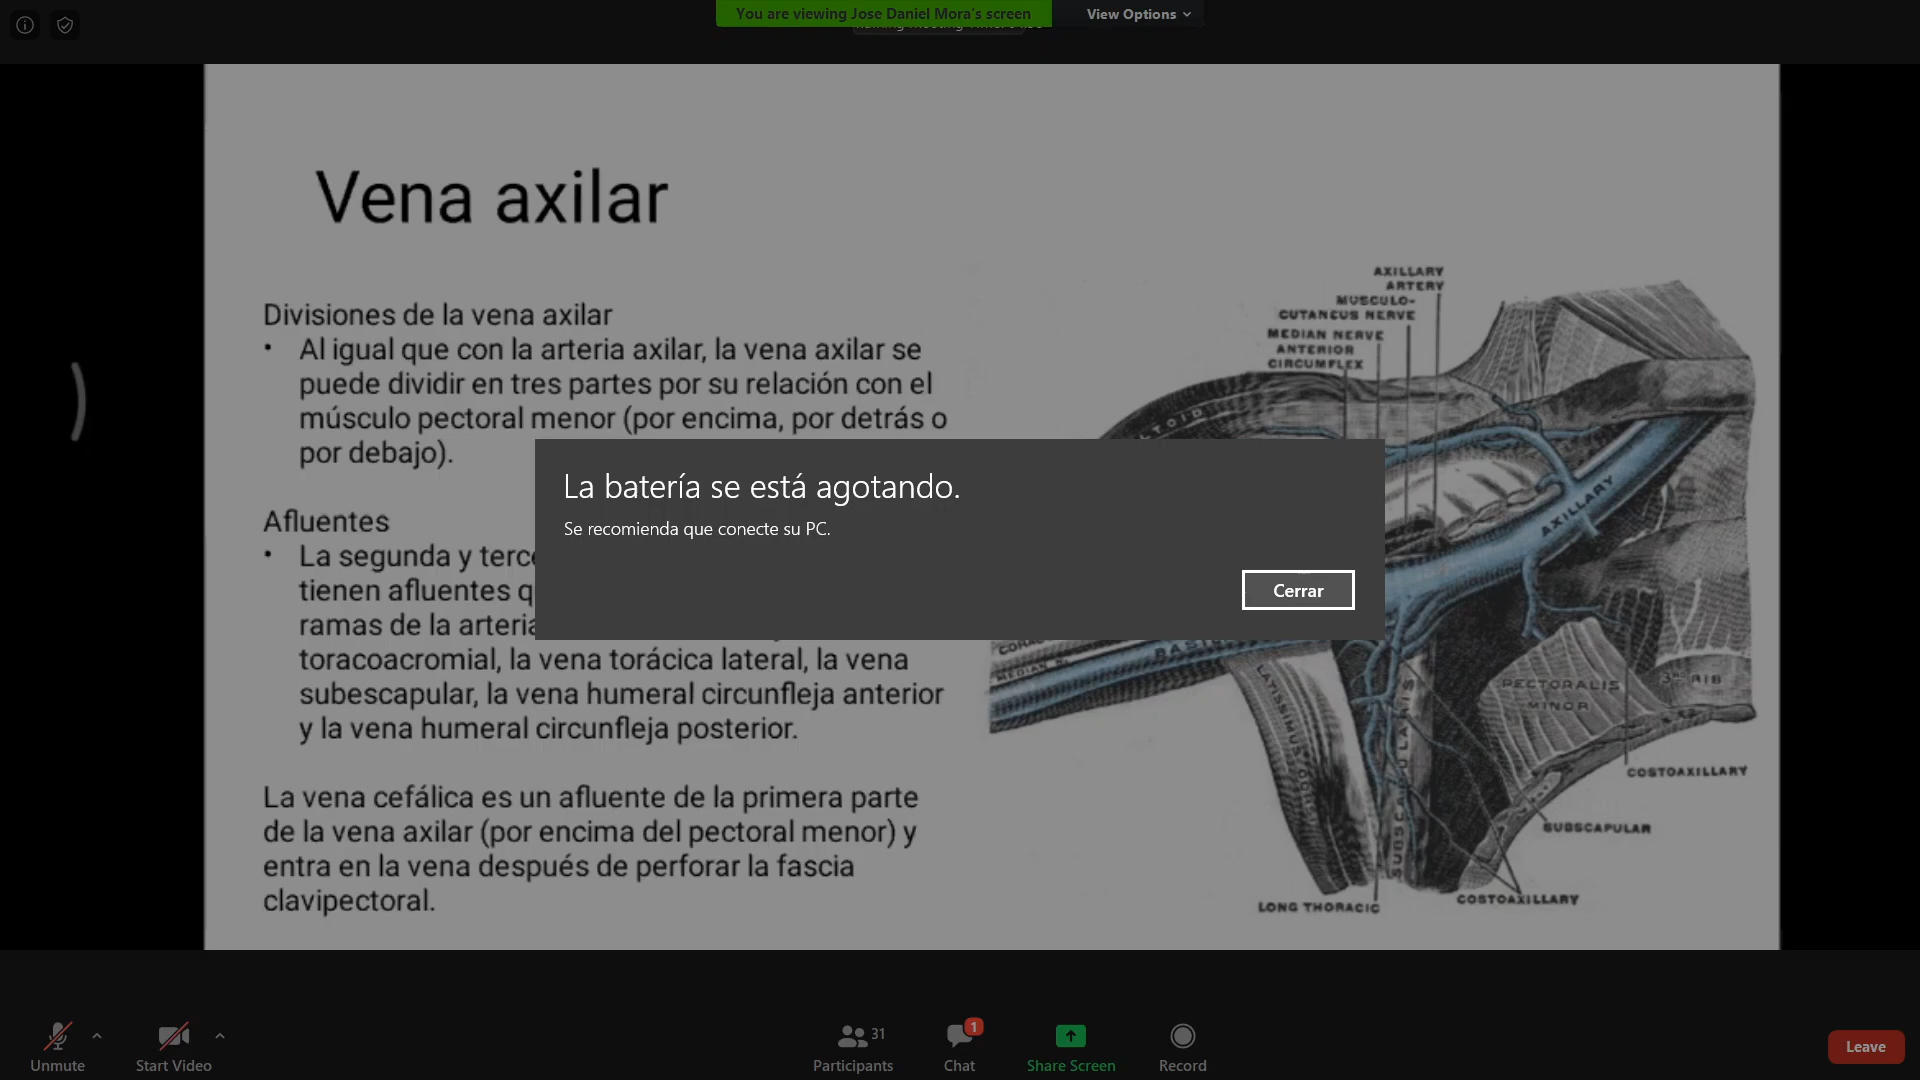 You are viewing Jose Daniel Mora's screen
View Options
Vena axilar
Divisiones de la vena axilar
• Al igual que con la arteria axilar, la vena axilar se
puede dividir en tres partes por su relación con el
músculo pectoral menor (por encima, por detrás o
por debajo).
Afluentes
• La segunda y terce
tienen afluentes q
ramas de la arteria
toracoacromial, la vena torácica lateral, la vena
subescapular, la vena humeral circunfleja anterior
y la vena humeral circunfleja posterior.
La vena cefálica es un afluente de la primera parte
de la vena axilar (por encima del pectoral menor) y
entra en la vena después de perforar la fascia
clavipectoral.
La batería se está agotando.
Se recomienda que conecte su PC.
Cerrar
AXILLARY
ARTERY
MUSCULO-
CUTANEUS NERVE
MEDIAN NERVE
ANTERIOR
CIRCUMFLEX
AXILLARY
MEDIAN N.
LATISSIMUS
SUBSCAPULARIS
PECTORALIS
MINOR
3RD RIB
COSTOAXILLARY
SUBSCAPULAR
COSTOAXILLARY
LONG THORACIC
Unmute
Start Video
31
Participants
1
Chat
Share Screen
Record
Leave